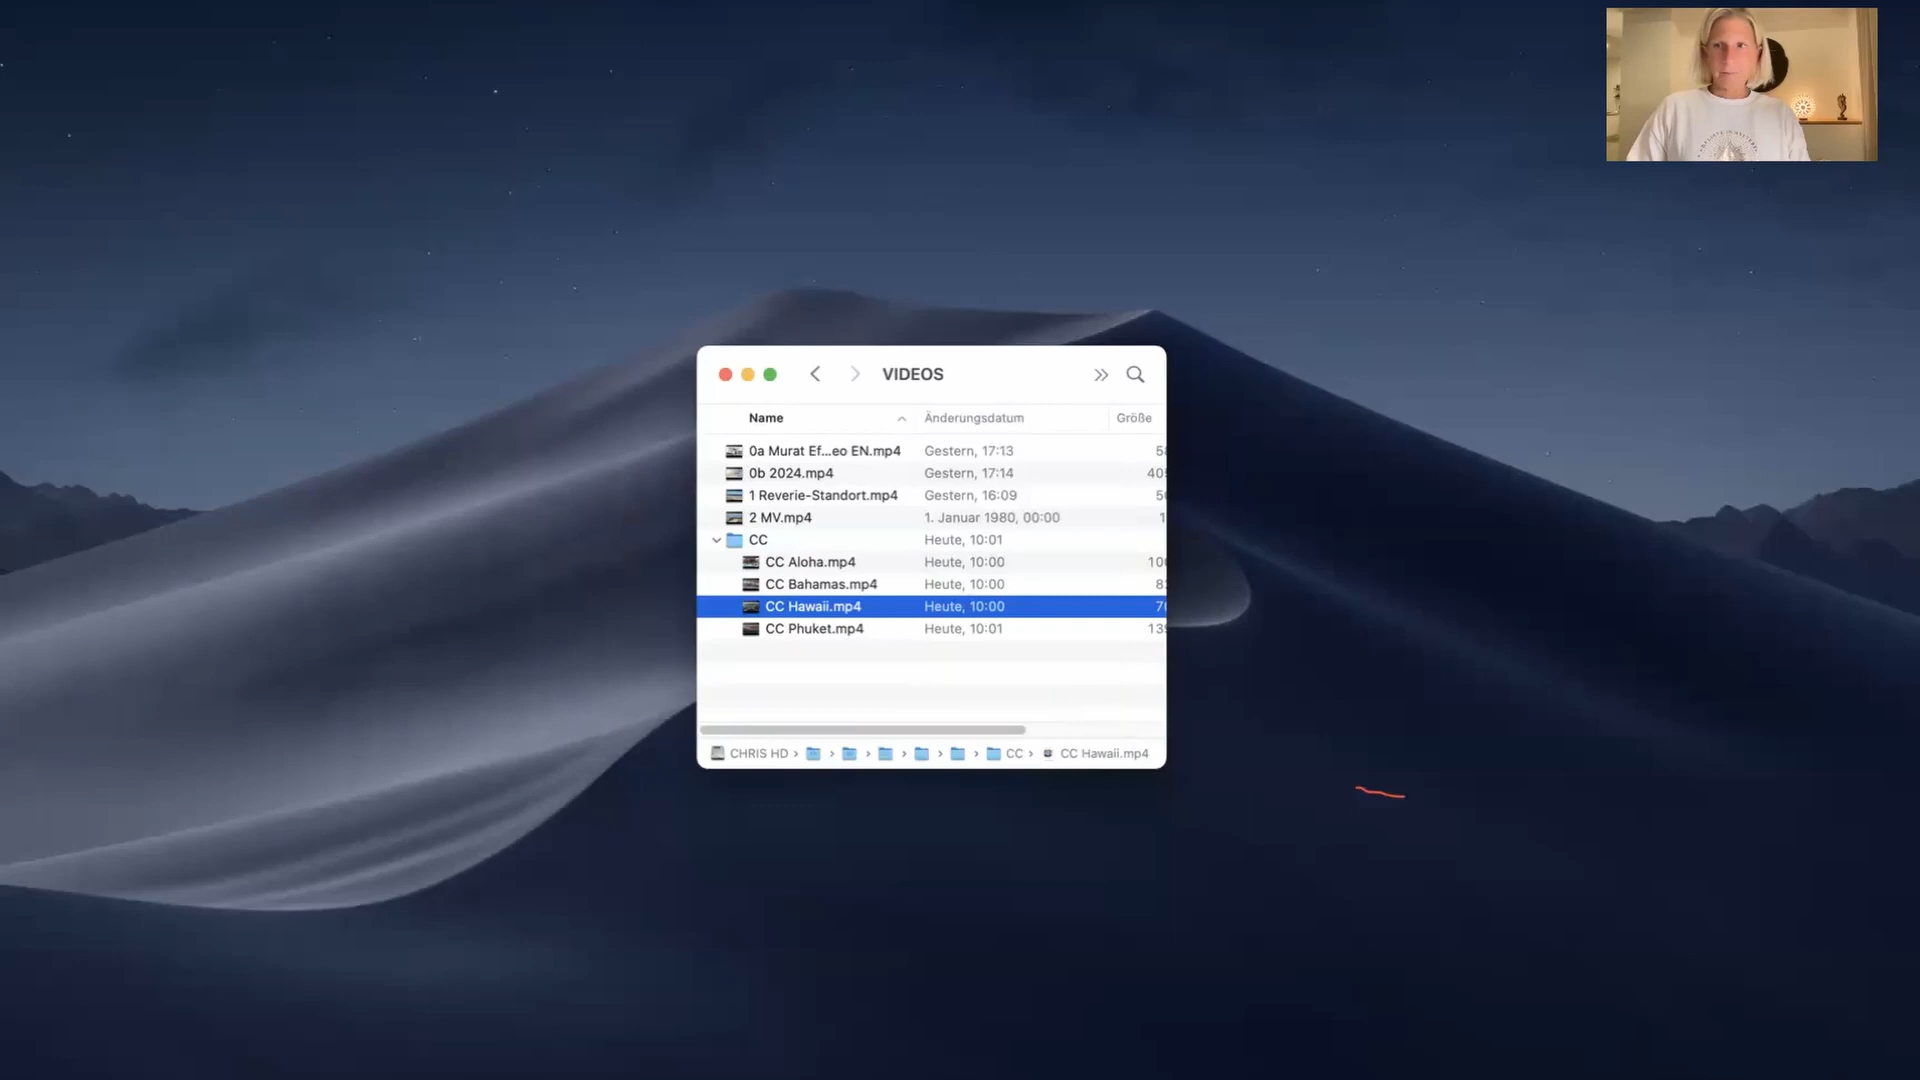 VIDEOS
Name Änderungsdatum Größe
0a Murat Ef...eo EN.mp4 Gestern, 17:13
0b 2024.mp4 Gestern, 17:14
1 Reverie-Standort.mp4 Gestern, 16:09
2 MV.mp4 1. Januar 1980, 00:00
CC Heute, 10:01
CC Aloha.mp4 Heute, 10:00
CC Bahamas.mp4 Heute, 10:00
CC Hawaii.mp4 Heute, 10:00
CC Phuket.mp4 Heute, 10:01
CHRIS HD › › › › › › CC › CC Hawaii.mp4